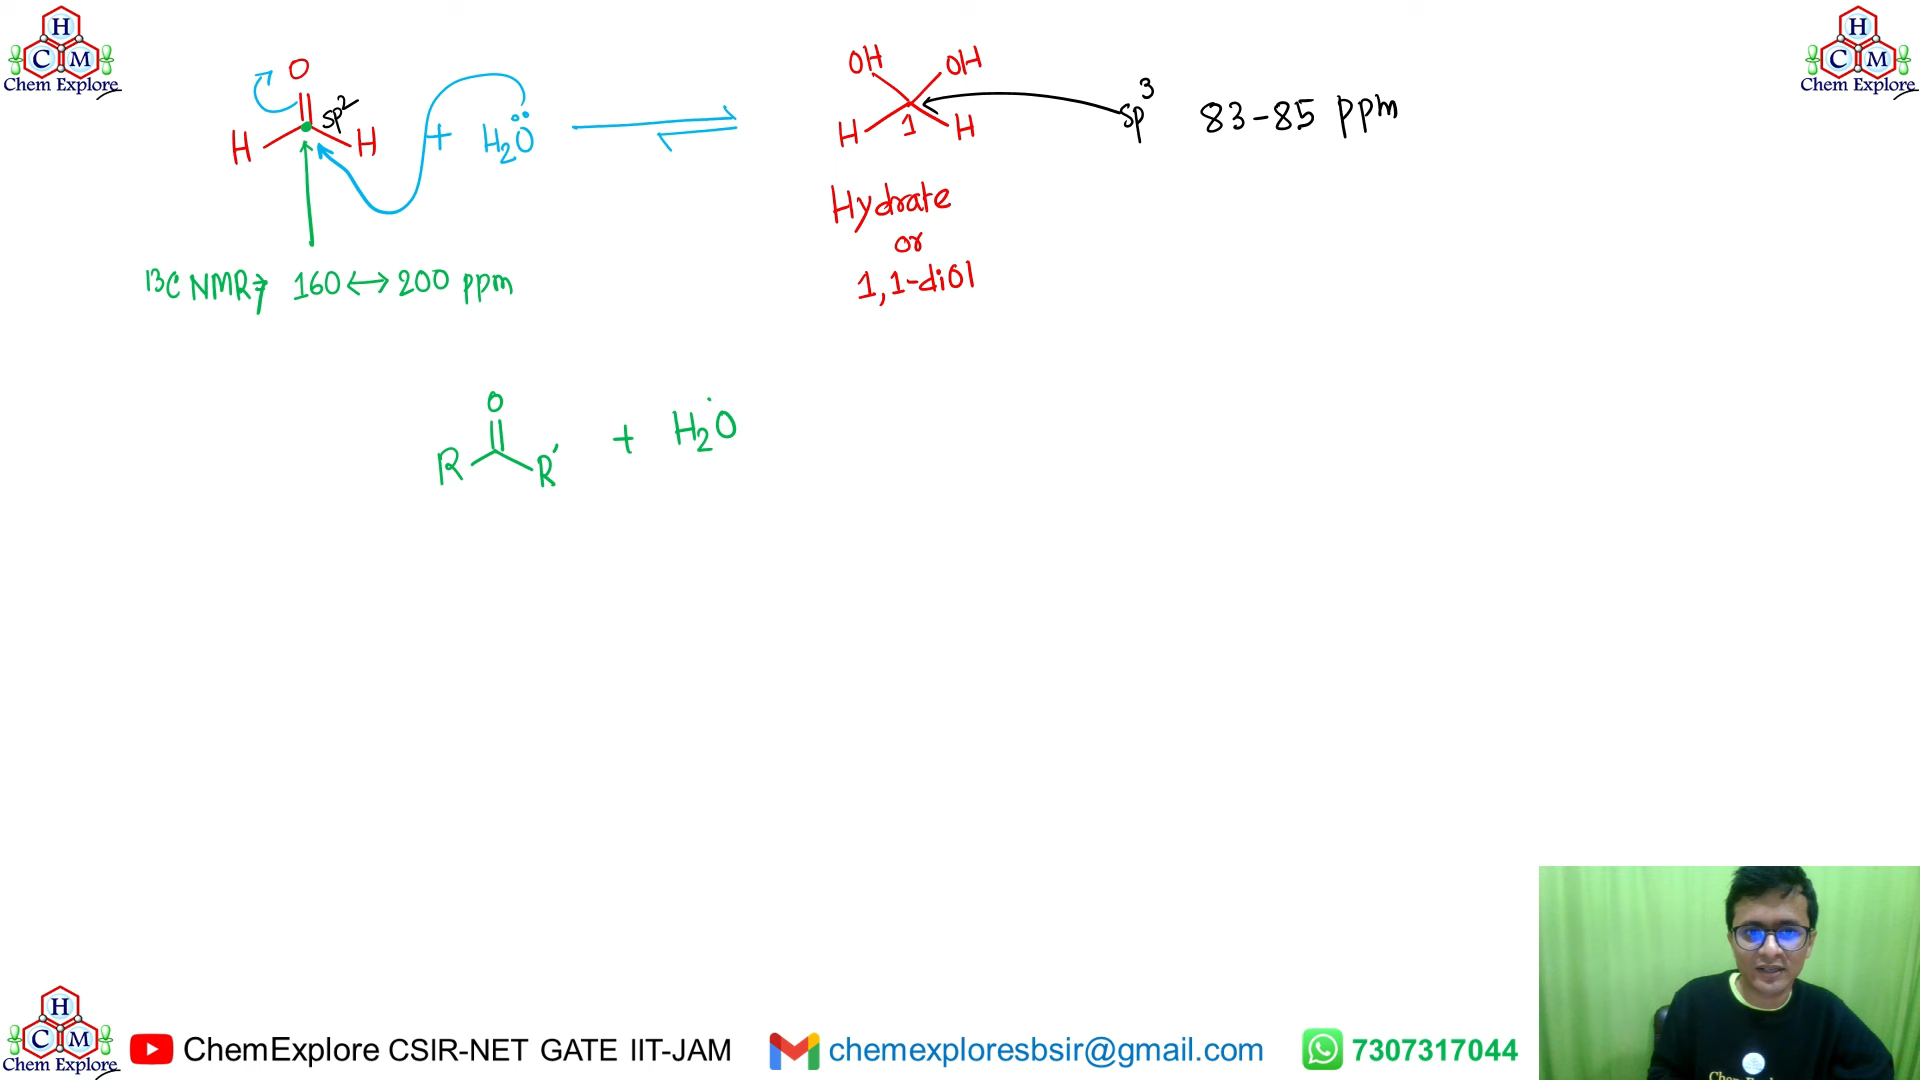 H
C M
Chem Explore
H
C M
Chem Explore
O
sp2
H H + H2O
OH OH
H 1 H
sp3 83-85 ppm
Hydrate
or
1,1-diol
13C NMR⇒ 160↔200 ppm
O
R R′ + H2O
H
C M
Chem Explore
ChemExplore CSIR-NET GATE IIT-JAM
chemexploresbsir@gmail.com
7307317044